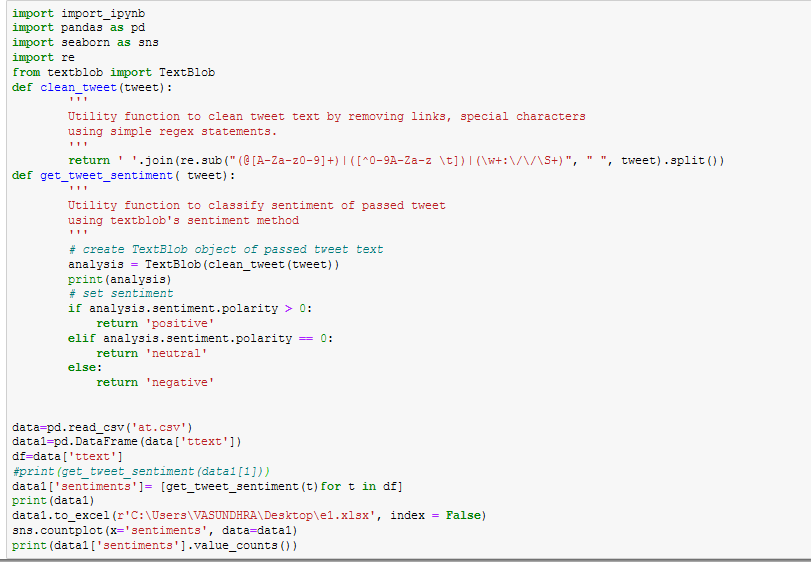 import import_ipynb
import pandas as pd
import seaborn as sns
import re
from textblob import TextBlob
def clean_tweet(tweet):
        '''
        Utility function to clean tweet text by removing links, special characters
        using simple regex statements.
        '''
        return ' '.join(re.sub("(@[A-Za-z0-9]+)|([^0-9A-Za-z \t])|(\w+:\/\/\S+)", " ", tweet).split())
def get_tweet_sentiment( tweet):
        '''
        Utility function to classify sentiment of passed tweet
        using textblob's sentiment method
        '''
        # create TextBlob object of passed tweet text
        analysis = TextBlob(clean_tweet(tweet))
        print(analysis)
        # set sentiment
        if analysis.sentiment.polarity > 0:
            return 'positive'
        elif analysis.sentiment.polarity == 0:
            return 'neutral'
        else:
            return 'negative'
data=pd.read_csv('at.csv')
data1=pd.DataFrame(data['ttext'])
df=data['ttext']
#print(get_tweet_sentiment(data1[1]))
data1['sentiments']= [get_tweet_sentiment(t)for t in df]
print(data1)
data1.to_excel(r'C:\Users\VASUNDHRA\Desktop\e1.xlsx', index = False)
sns.countplot(x='sentiments', data=data1)
print(data1['sentiments'].value_counts())